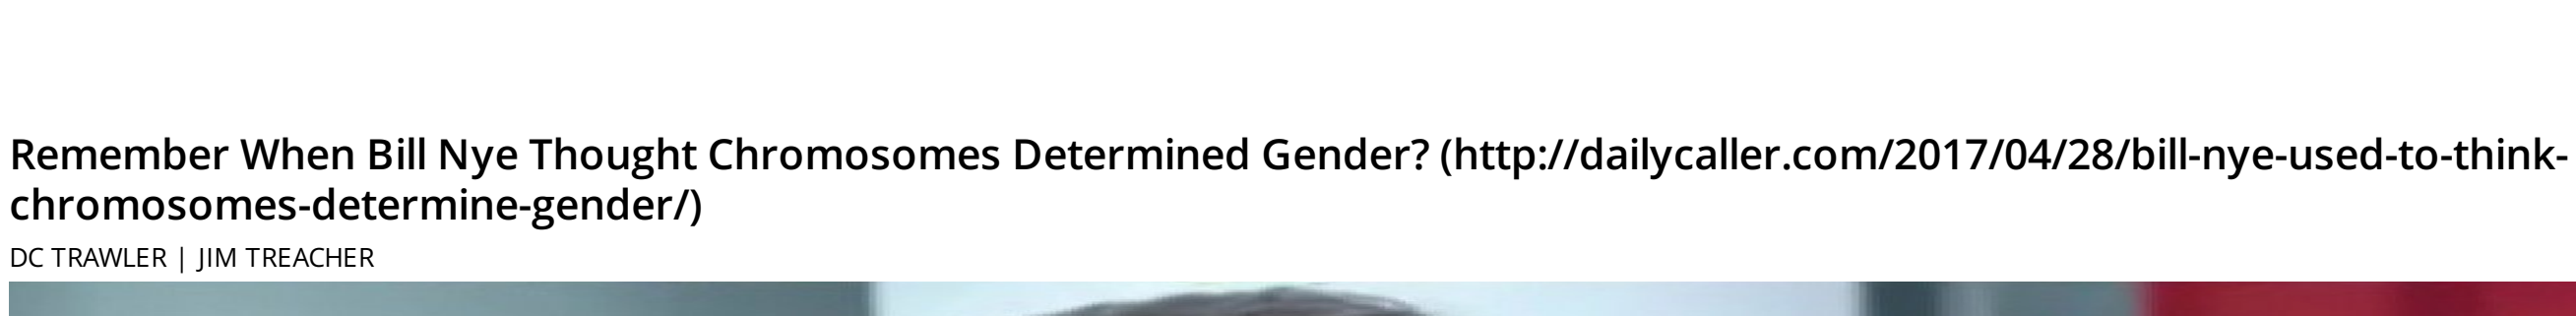 Remember When Bill Nye Thought Chromosomes Determined Gender? (http://dailycaller.com/2017/04/28/bill-nye-used-to-think-
chromosomes-determine-gender/)
DC TRAWLER | JIM TREACHER